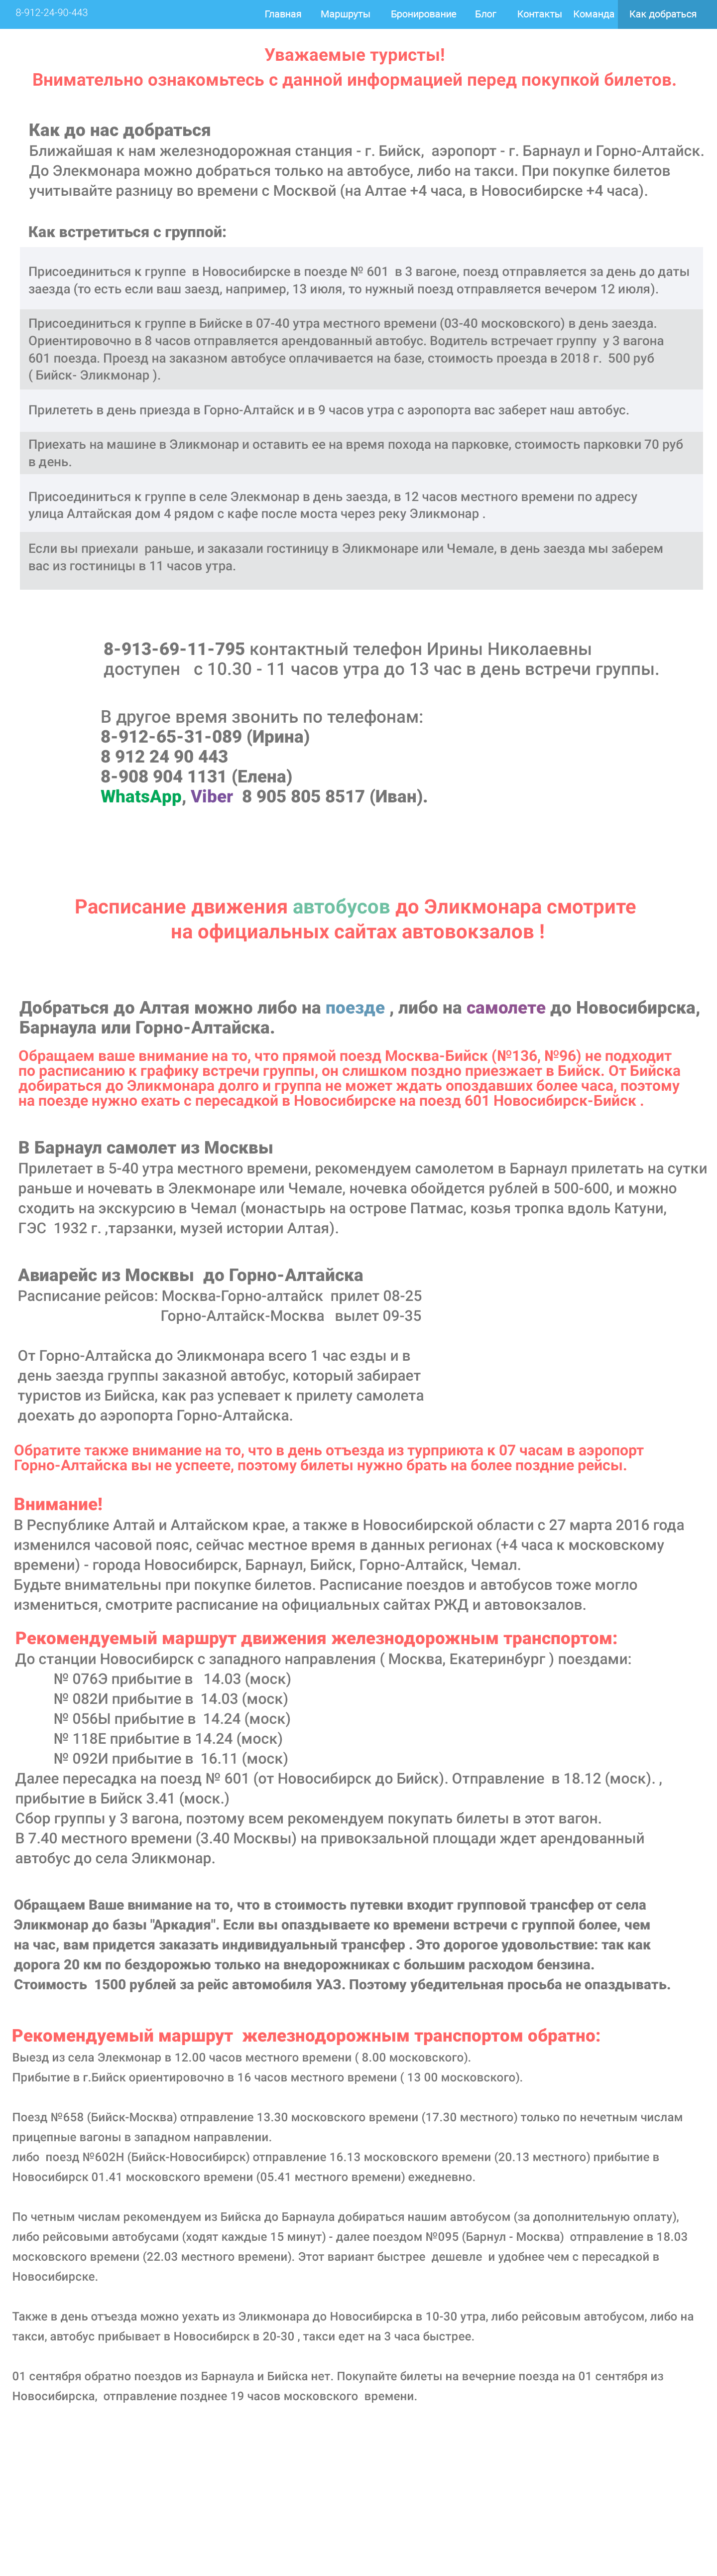 8-912-24-90-443
Главная Маршруты Бронирование Блог Контакты Команда Как добраться
Уважаемые туристы!
Внимательно ознакомьтесь с данной информацией перед покупкой билетов.
Как до нас добраться
Ближайшая к нам железнодорожная станция - г. Бийск, аэропорт - г. Барнаул и Горно-Алтайск.
До Элекмонара можно добраться только на автобусе, либо на такси. При покупке билетов
учитывайте разницу во времени с Москвой (на Алтае +4 часа, в Новосибирске +4 часа).
Как встретиться с группой:
Присоединиться к группе в Новосибирске в поезде № 601 в 3 вагоне, поезд отправляется за день до даты
заезда (то есть если ваш заезд, например, 13 июля, то нужный поезд отправляется вечером 12 июля).
Присоединиться к группе в Бийске в 07-40 утра местного времени (03-40 московского) в день заезда.
Ориентировочно в 8 часов отправляется арендованный автобус. Водитель встречает группу у 3 вагона
601 поезда. Проезд на заказном автобусе оплачивается на базе, стоимость проезда в 2018 г. 500 руб
( Бийск- Эликмонар ).
Прилететь в день приезда в Горно-Алтайск и в 9 часов утра с аэропорта вас заберет наш автобус.
Приехать на машине в Эликмонар и оставить ее на время похода на парковке, стоимость парковки 70 руб
в день.
Присоединиться к группе в селе Элекмонар в день заезда, в 12 часов местного времени по адресу
улица Алтайская дом 4 рядом с кафе после моста через реку Эликмонар .
Если вы приехали раньше, и заказали гостиницу в Эликмонаре или Чемале, в день заезда мы заберем
вас из гостиницы в 11 часов утра.
8-913-69-11-795 контактный телефон Ирины Николаевны
доступен с 10.30 - 11 часов утра до 13 час в день встречи группы.
В другое время звонить по телефонам:
8-912-65-31-089 (Ирина)
8 912 24 90 443
8-908 904 1131 (Елена)
WhatsApp, Viber 8 905 805 8517 (Иван).
Расписание движения автобусов до Эликмонара смотрите
на официальных сайтах автовокзалов !
Добраться до Алтая можно либо на поезде , либо на самолете до Новосибирска,
Барнаула или Горно-Алтайска.
Обращаем ваше внимание на то, что прямой поезд Москва-Бийск (№136, №96) не подходит
по расписанию к графику встречи группы, он слишком поздно приезжает в Бийск. От Бийска
добираться до Эликмонара долго и группа не может ждать опоздавших более часа, поэтому
на поезде нужно ехать с пересадкой в Новосибирске на поезд 601 Новосибирск-Бийск .
В Барнаул самолет из Москвы
Прилетает в 5-40 утра местного времени, рекомендуем самолетом в Барнаул прилетать на сутки
раньше и ночевать в Элекмонаре или Чемале, ночевка обойдется рублей в 500-600, и можно
сходить на экскурсию в Чемал (монастырь на острове Патмас, козья тропка вдоль Катуни,
ГЭС 1932 г. ,тарзанки, музей истории Алтая).
Авиарейс из Москвы до Горно-Алтайска
Расписание рейсов: Москва-Горно-алтайск прилет 08-25
Горно-Алтайск-Москва вылет 09-35
От Горно-Алтайска до Эликмонара всего 1 час езды и в
день заезда группы заказной автобус, который забирает
туристов из Бийска, как раз успевает к прилету самолета
доехать до аэропорта Горно-Алтайска.
Обратите также внимание на то, что в день отъезда из турприюта к 07 часам в аэропорт
Горно-Алтайска вы не успеете, поэтому билеты нужно брать на более поздние рейсы.
Внимание!
В Республике Алтай и Алтайском крае, а также в Новосибирской области с 27 марта 2016 года
изменился часовой пояс, сейчас местное время в данных регионах (+4 часа к московскому
времени) - города Новосибирск, Барнаул, Бийск, Горно-Алтайск, Чемал.
Будьте внимательны при покупке билетов. Расписание поездов и автобусов тоже могло
измениться, смотрите расписание на официальных сайтах РЖД и автовокзалов.
Рекомендуемый маршрут движения железнодорожным транспортом:
До станции Новосибирск с западного направления ( Москва, Екатеринбург ) поездами:
№ 076Э прибытие в 14.03 (моск)
№ 082И прибытие в 14.03 (моск)
№ 056Ы прибытие в 14.24 (моск)
№ 118Е прибытие в 14.24 (моск)
№ 092И прибытие в 16.11 (моск)
Далее пересадка на поезд № 601 (от Новосибирск до Бийск). Отправление в 18.12 (моск). ,
прибытие в Бийск 3.41 (моск.)
Сбор группы у 3 вагона, поэтому всем рекомендуем покупать билеты в этот вагон.
В 7.40 местного времени (3.40 Москвы) на привокзальной площади ждет арендованный
автобус до села Эликмонар.
Обращаем Ваше внимание на то, что в стоимость путевки входит групповой трансфер от села
Эликмонар до базы "Аркадия". Если вы опаздываете ко времени встречи с группой более, чем
на час, вам придется заказать индивидуальный трансфер . Это дорогое удовольствие: так как
дорога 20 км по бездорожью только на внедорожниках с большим расходом бензина.
Стоимость 1500 рублей за рейс автомобиля УАЗ. Поэтому убедительная просьба не опаздывать.
Рекомендуемый маршрут железнодорожным транспортом обратно:
Выезд из села Элекмонар в 12.00 часов местного времени ( 8.00 московского).
Прибытие в г.Бийск ориентировочно в 16 часов местного времени ( 13 00 московского).
Поезд №658 (Бийск-Москва) отправление 13.30 московского времени (17.30 местного) только по нечетным числам
прицепные вагоны в западном направлении.
либо поезд №602Н (Бийск-Новосибирск) отправление 16.13 московского времени (20.13 местного) прибытие в
Новосибирск 01.41 московского времени (05.41 местного времени) ежедневно.
По четным числам рекомендуем из Бийска до Барнаула добираться нашим автобусом (за дополнительную оплату),
либо рейсовыми автобусами (ходят каждые 15 минут) - далее поездом №095 (Барнул - Москва) отправление в 18.03
московского времени (22.03 местного времени). Этот вариант быстрее дешевле и удобнее чем с пересадкой в
Новосибирске.
Также в день отъезда можно уехать из Эликмонара до Новосибирска в 10-30 утра, либо рейсовым автобусом, либо на
такси, автобус прибывает в Новосибирск в 20-30 , такси едет на 3 часа быстрее.
01 сентября обратно поездов из Барнаула и Бийска нет. Покупайте билеты на вечерние поезда на 01 сентября из
Новосибирска, отправление позднее 19 часов московского времени.